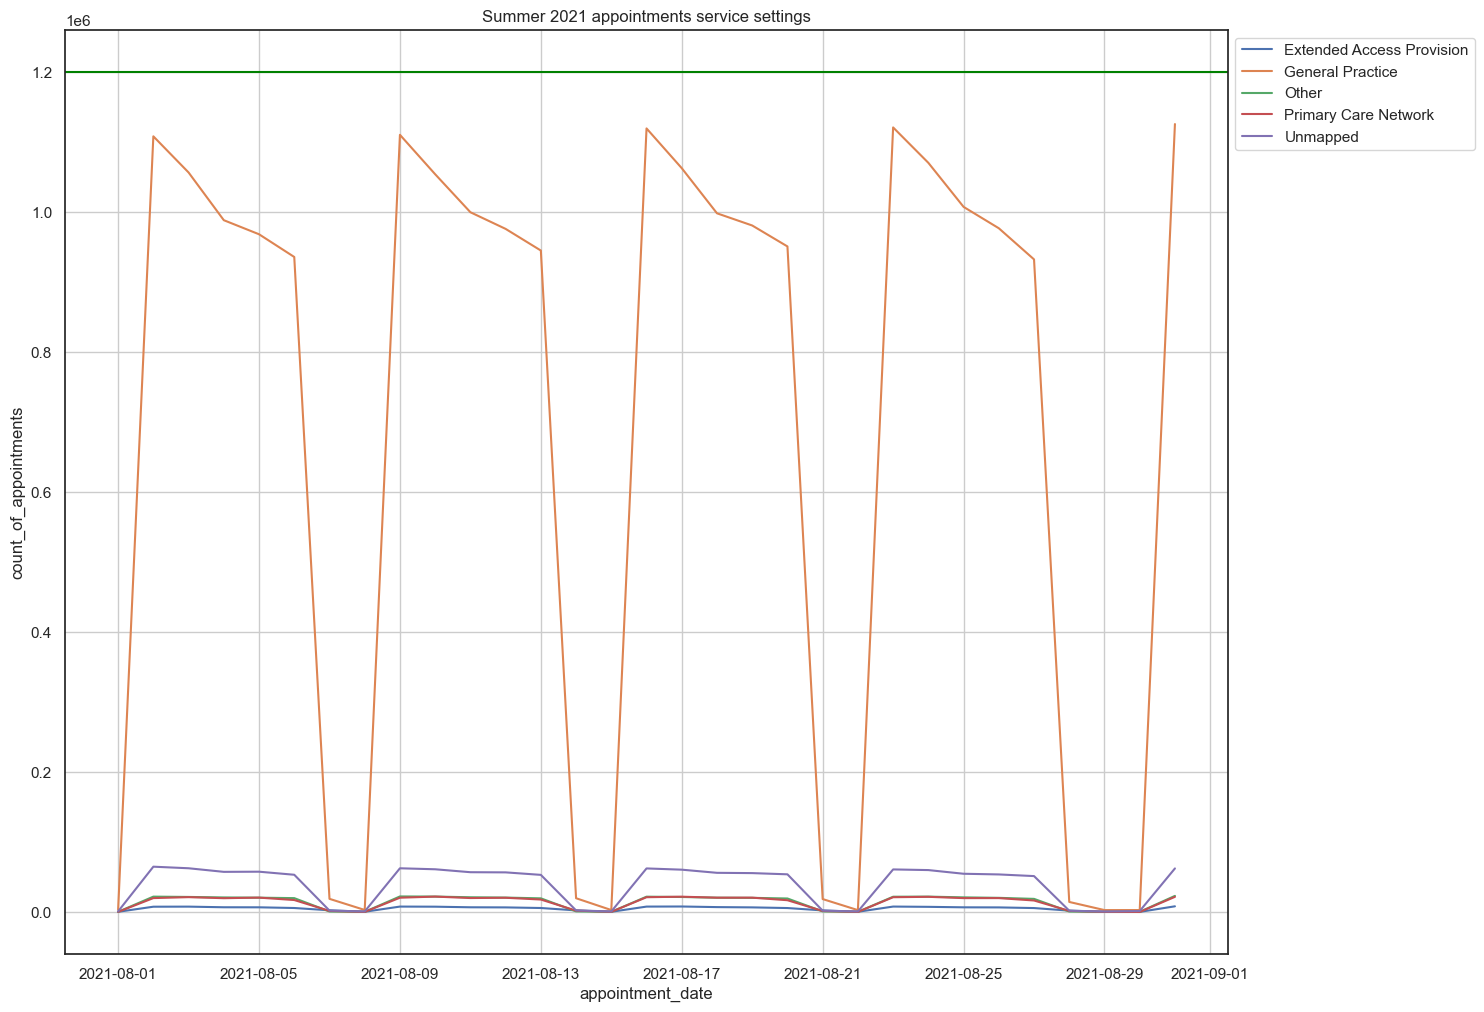 Summer 2021 appointments service settings
1e6
1.2
1.0
0.8
0.6
0.4
0.2
0.0
count_of_appointments
2021-08-01
2021-08-05
2021-08-09
2021-08-13
2021-08-17
2021-08-21
2021-08-25
2021-08-29
2021-09-01
appointment_date
Extended Access Provision
General Practice
Other
Primary Care Network
Unmapped